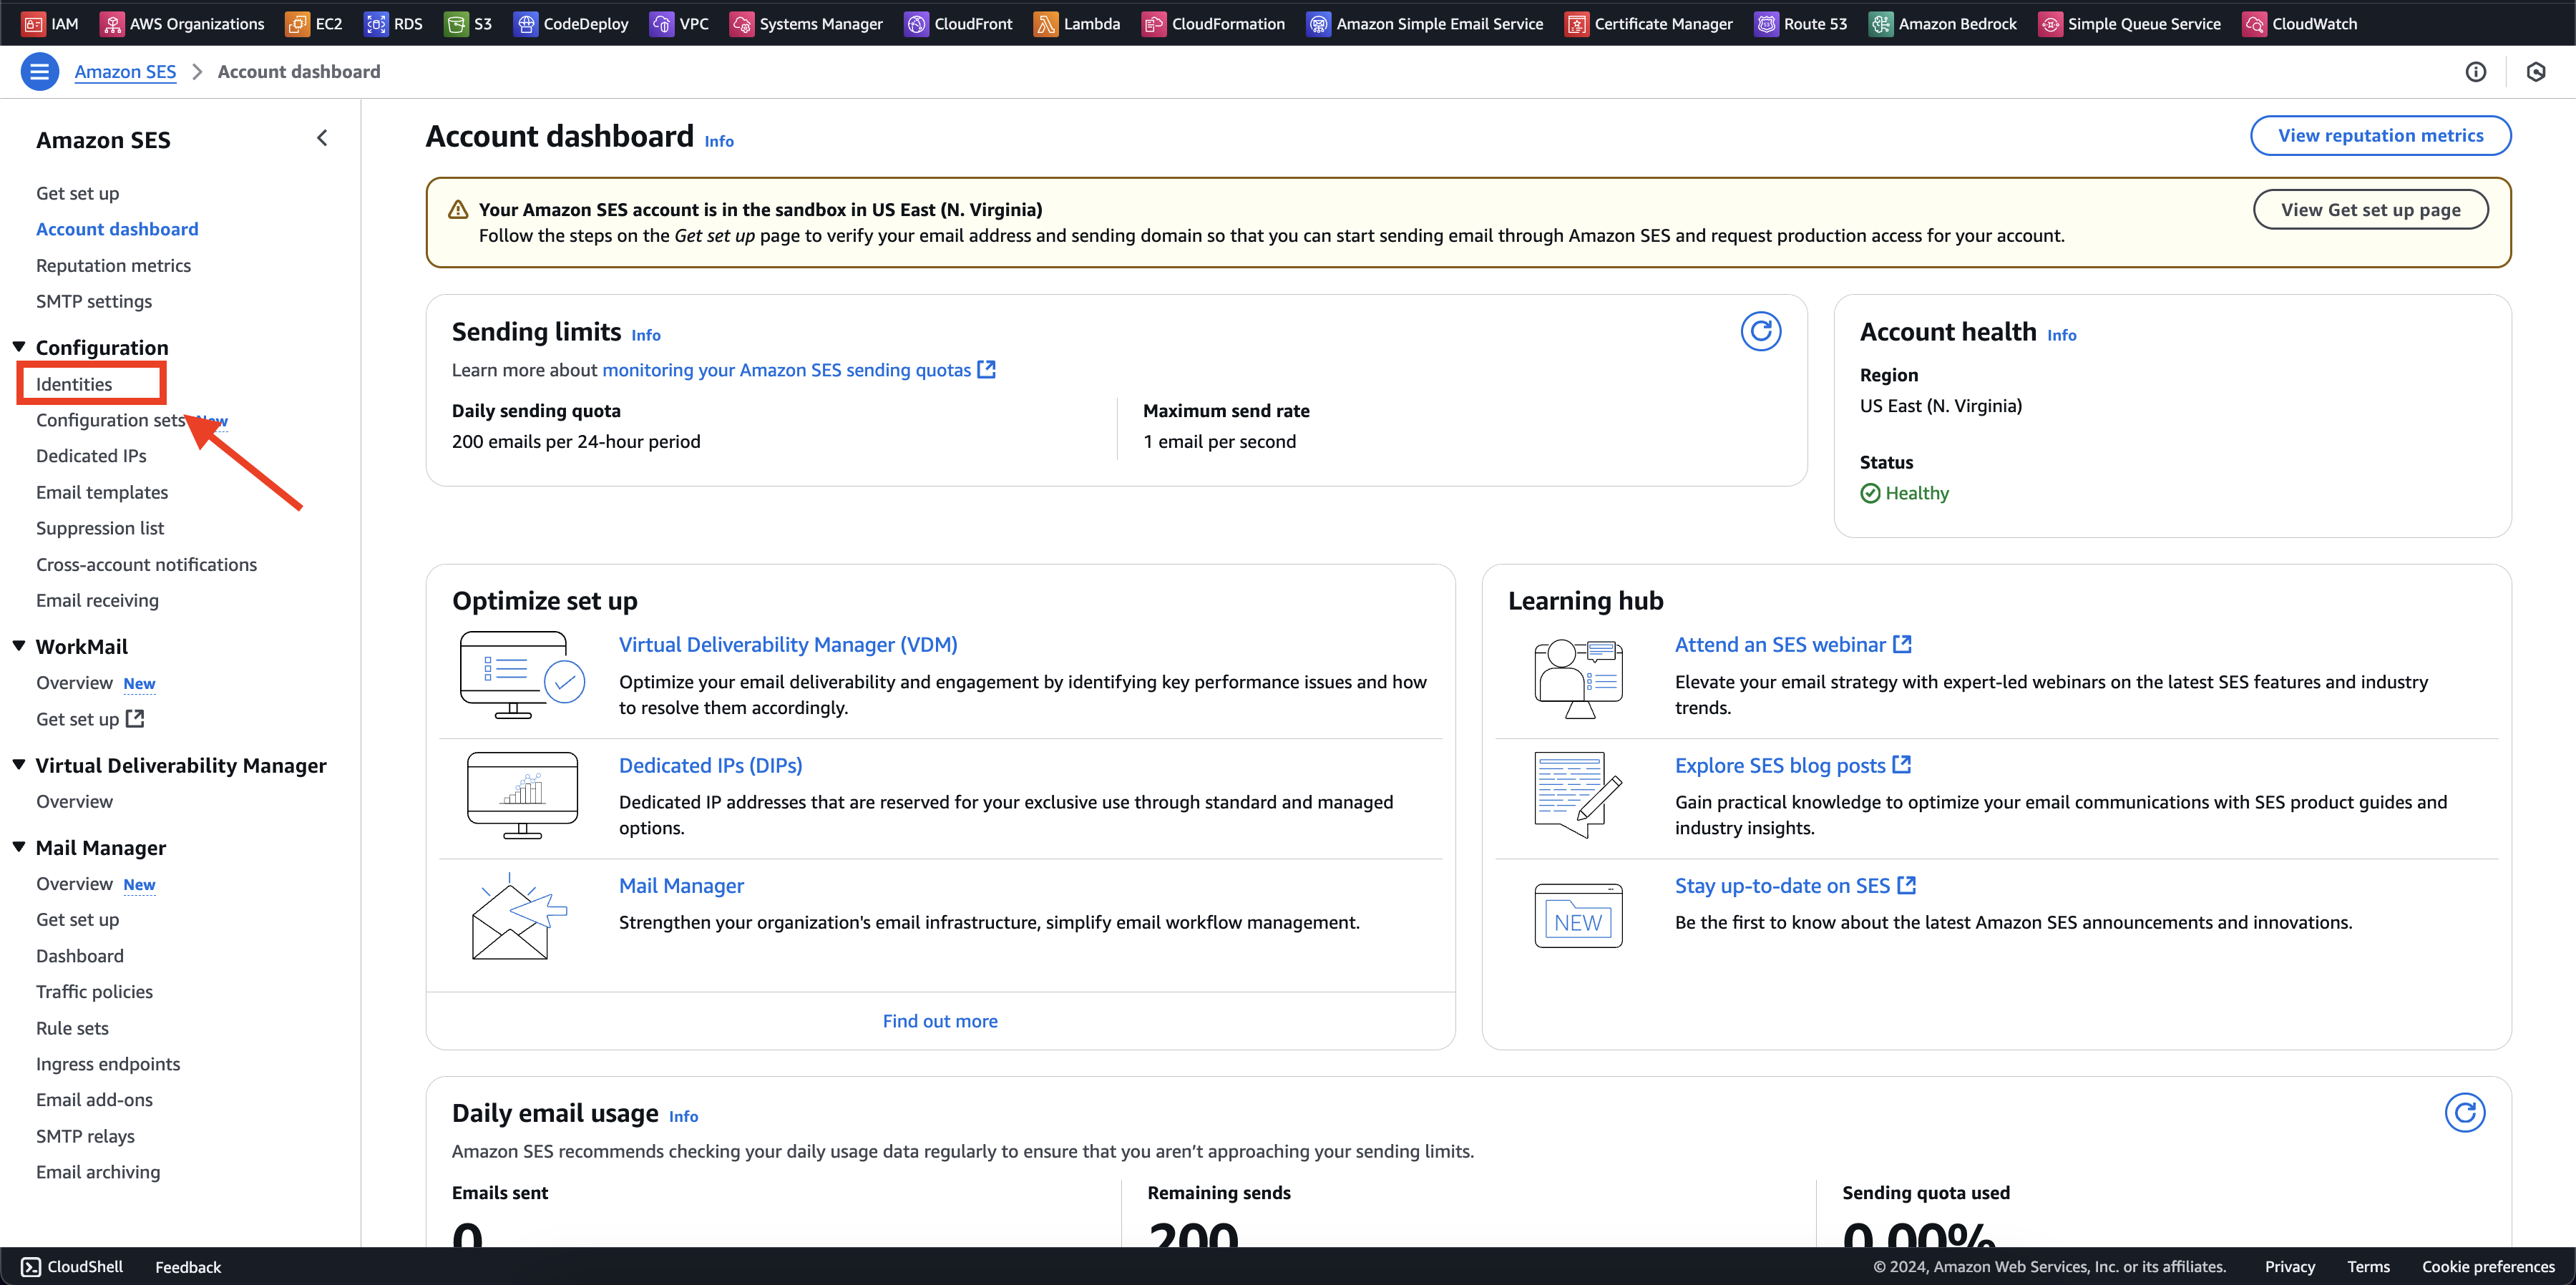 IAM AWS Organizations EC2 RDS S3 CodeDeploy VPC Systems Manager CloudFront Lambda CloudFormation Amazon Simple Email Service Certificate Manager Route 53 Amazon Bedrock Simple Queue Service CloudWatch
Amazon SES Account dashboard
Amazon SES
Get set up
Account dashboard
Reputation metrics
SMTP settings
Configuration
Identities
Configuration sets New
Dedicated IPs
Email templates
Suppression list
Cross-account notifications
Email receiving
WorkMail
Overview New
Get set up
Virtual Deliverability Manager
Overview
Mail Manager
Overview New
Get set up
Dashboard
Traffic policies
Rule sets
Ingress endpoints
Email add-ons
SMTP relays
Email archiving
Account dashboard Info
View reputation metrics
Your Amazon SES account is in the sandbox in US East (N. Virginia)
Follow the steps on the Get set up page to verify your email address and sending domain so that you can start sending email through Amazon SES and request production access for your account.
View Get set up page
Sending limits Info
Learn more about monitoring your Amazon SES sending quotas
Daily sending quota
200 emails per 24-hour period
Maximum send rate
1 email per second
Account health Info
Region
US East (N. Virginia)
Status
Healthy
Optimize set up
Virtual Deliverability Manager (VDM)
Optimize your email deliverability and engagement by identifying key performance issues and how
to resolve them accordingly.
Dedicated IPs (DIPs)
Dedicated IP addresses that are reserved for your exclusive use through standard and managed
options.
Mail Manager
Strengthen your organization's email infrastructure, simplify email workflow management.
Find out more
Learning hub
Attend an SES webinar
Elevate your email strategy with expert-led webinars on the latest SES features and industry
trends.
Explore SES blog posts
Gain practical knowledge to optimize your email communications with SES product guides and
industry insights.
NEW
Stay up-to-date on SES
Be the first to know about the latest Amazon SES announcements and innovations.
Daily email usage Info
Amazon SES recommends checking your daily usage data regularly to ensure that you aren’t approaching your sending limits.
Emails sent
0
Remaining sends
200
Sending quota used
0.00%
CloudShell Feedback
© 2024, Amazon Web Services, Inc. or its affiliates. Privacy Terms Cookie preferences